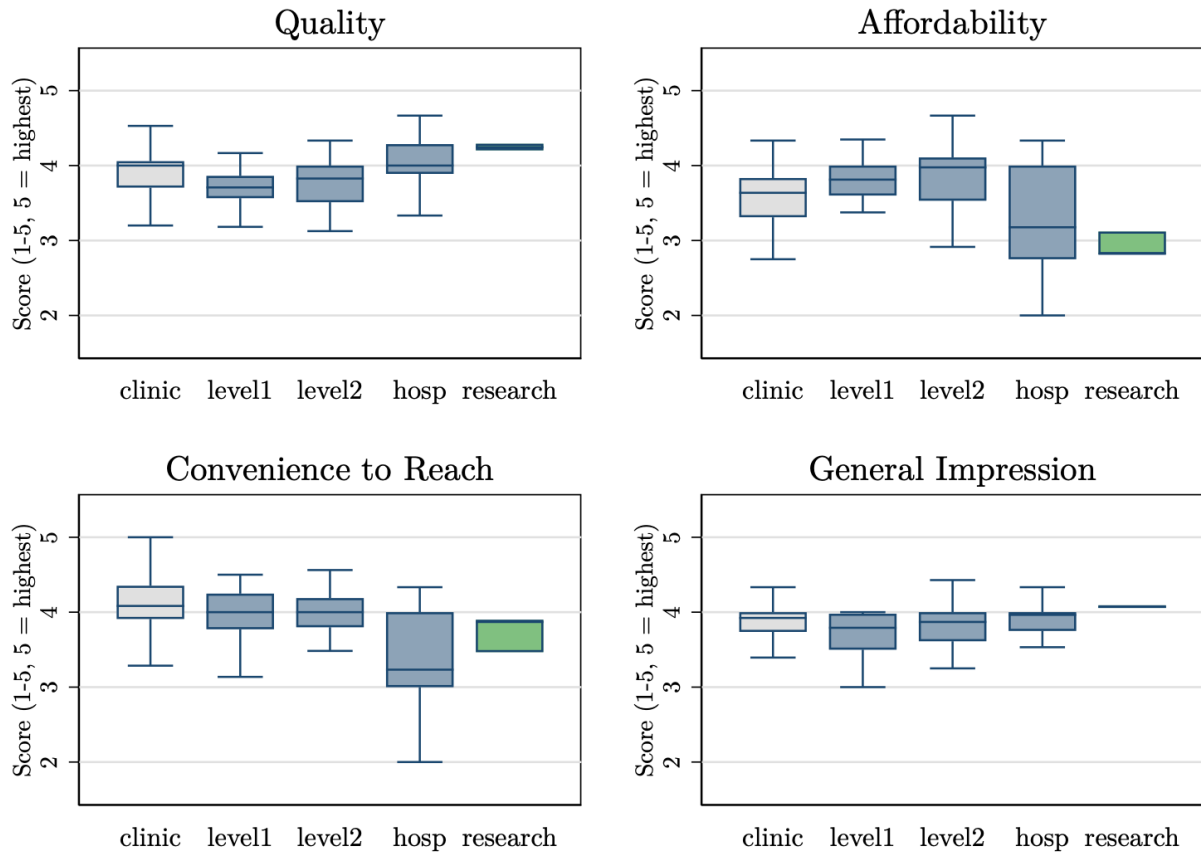 Quality
Score (1-5, 5 = highest)
5
4
3
2
clinic level1 level2 hosp research
Affordability
Score (1-5, 5 = highest)
5
4
3
2
clinic level1 level2 hosp research
Convenience to Reach
Score (1-5, 5 = highest)
5
4
3
2
clinic level1 level2 hosp research
General Impression
Score (1-5, 5 = highest)
5
4
3
2
clinic level1 level2 hosp research